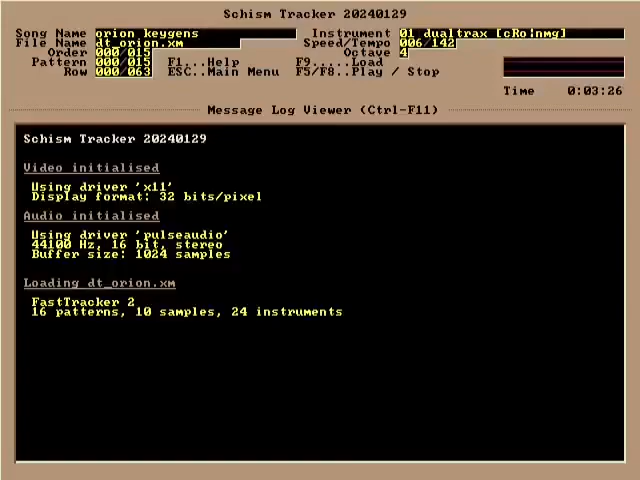 Schism Tracker 20240129
Song Name orion keygens Instrument 01 dualtrax [cRo!nmg]
File Name dt_orion.xm Speed/Tempo 006/142
Order 000/015 Octave 4
Pattern 000/015 F1...Help F9.....Load
Row 000/063 ESC..Main Menu F5/F8..Play / Stop
Time 0:03:26
Message Log Viewer (Ctrl-F11)
Schism Tracker 20240129
Video initialised
Using driver 'x11'
Display format: 32 bits/pixel
Audio initialised
Using driver 'pulseaudio'
44100 Hz, 16 bit, stereo
Buffer size: 1024 samples
Loading dt_orion.xm
FastTracker 2
16 patterns, 10 samples, 24 instruments